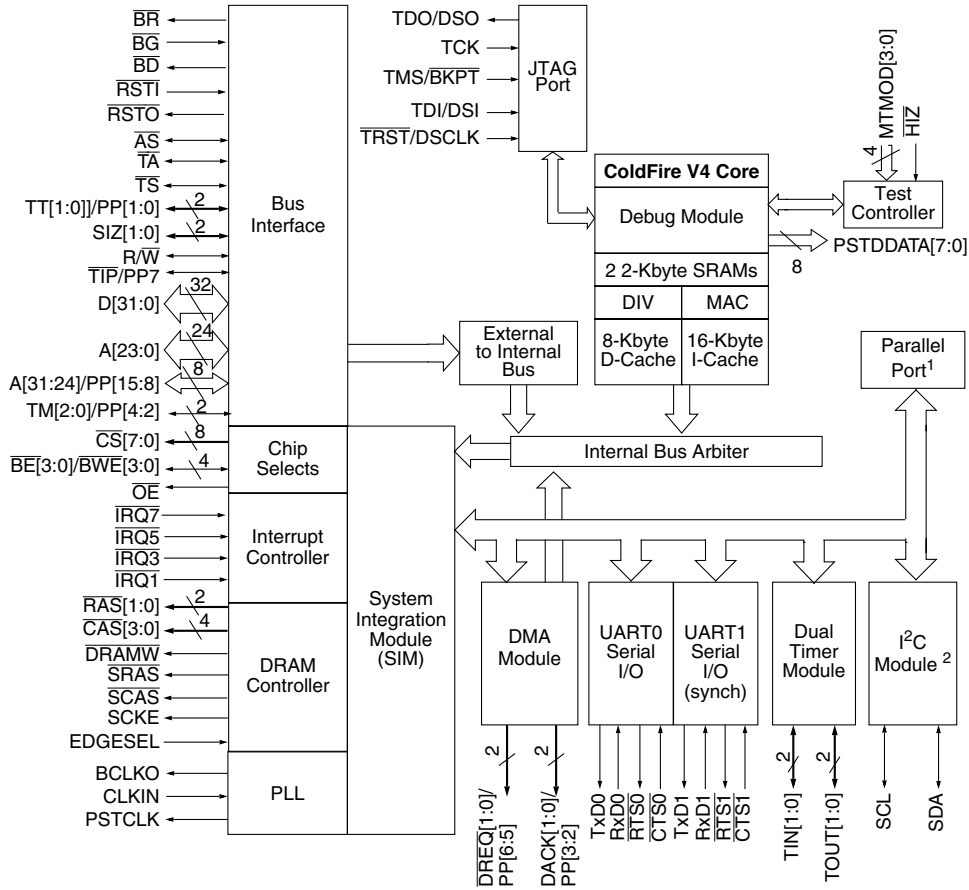 BR
BG
BD
RSTI
RSTO
AS
TA
TS
TT[1:0]]/PP[1:0]
2
SIZ[1:0]
2
R/W
TIP/PP7
D[31:0]
32
A[23:0]
24
A[31:24]/PP[15:8]
8
TM[2:0]/PP[4:2]
2
CS[7:0]
8
BE[3:0]/BWE[3:0]
4
OE
IRQ7
IRQ5
IRQ3
IRQ1
RAS[1:0]
2
CAS[3:0]
4
DRAMW
SRAS
SCAS
SCKE
EDGESEL
BCLKO
CLKIN
PSTCLK
Bus
Interface
Chip
Selects
Interrupt
Controller
DRAM
Controller
PLL
System
Integration
Module
(SIM)
TDO/DSO
TCK
TMS/BKPT
TDI/DSI
TRST/DSCLK
JTAG
Port
MTMOD[3:0]
HIZ
4
Test
Controller
ColdFire V4 Core
Debug Module
PSTDDATA[7:0]
8
2 2-Kbyte SRAMs
DIV
MAC
8-Kbyte
D-Cache
16-Kbyte
I-Cache
External
to Internal
Bus
Parallel
Port1
Internal Bus Arbiter
DMA
Module
UART0
Serial
I/O
UART1
Serial
I/O
(synch)
Dual
Timer
Module
I2C
Module 2
2
2
2
2
DREQ[1:0]/
PP[6:5]
DACK[1:0]/
PP[3:2]
TxD0
RxD0
RTS0
CTS0
TxD1
RxD1
RTS1
CTS1
TIN[1:0]
TOUT[1:0]
SCL
SDA